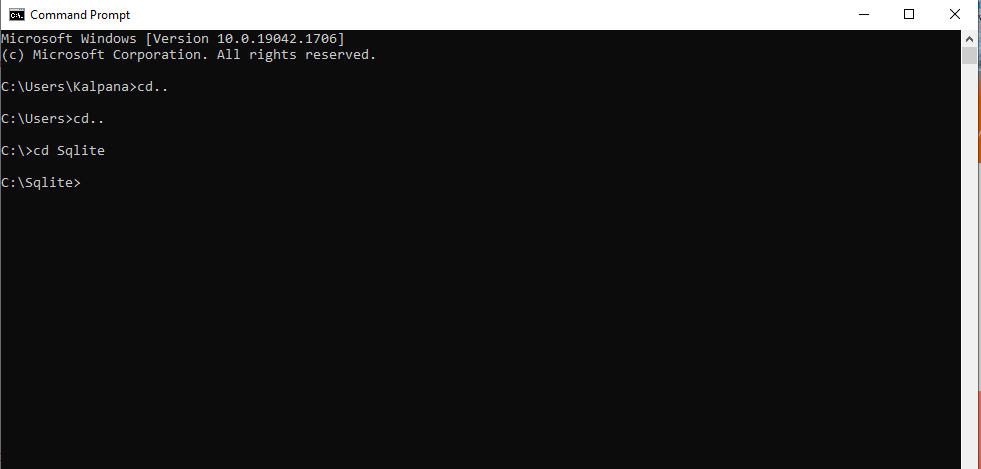 Command Prompt
Microsoft Windows [Version 10.0.19042.1706]
(c) Microsoft Corporation. All rights reserved.
C:\Users\Kalpana>cd..
C:\Users>cd..
C:\>cd Sqlite
C:\Sqlite>